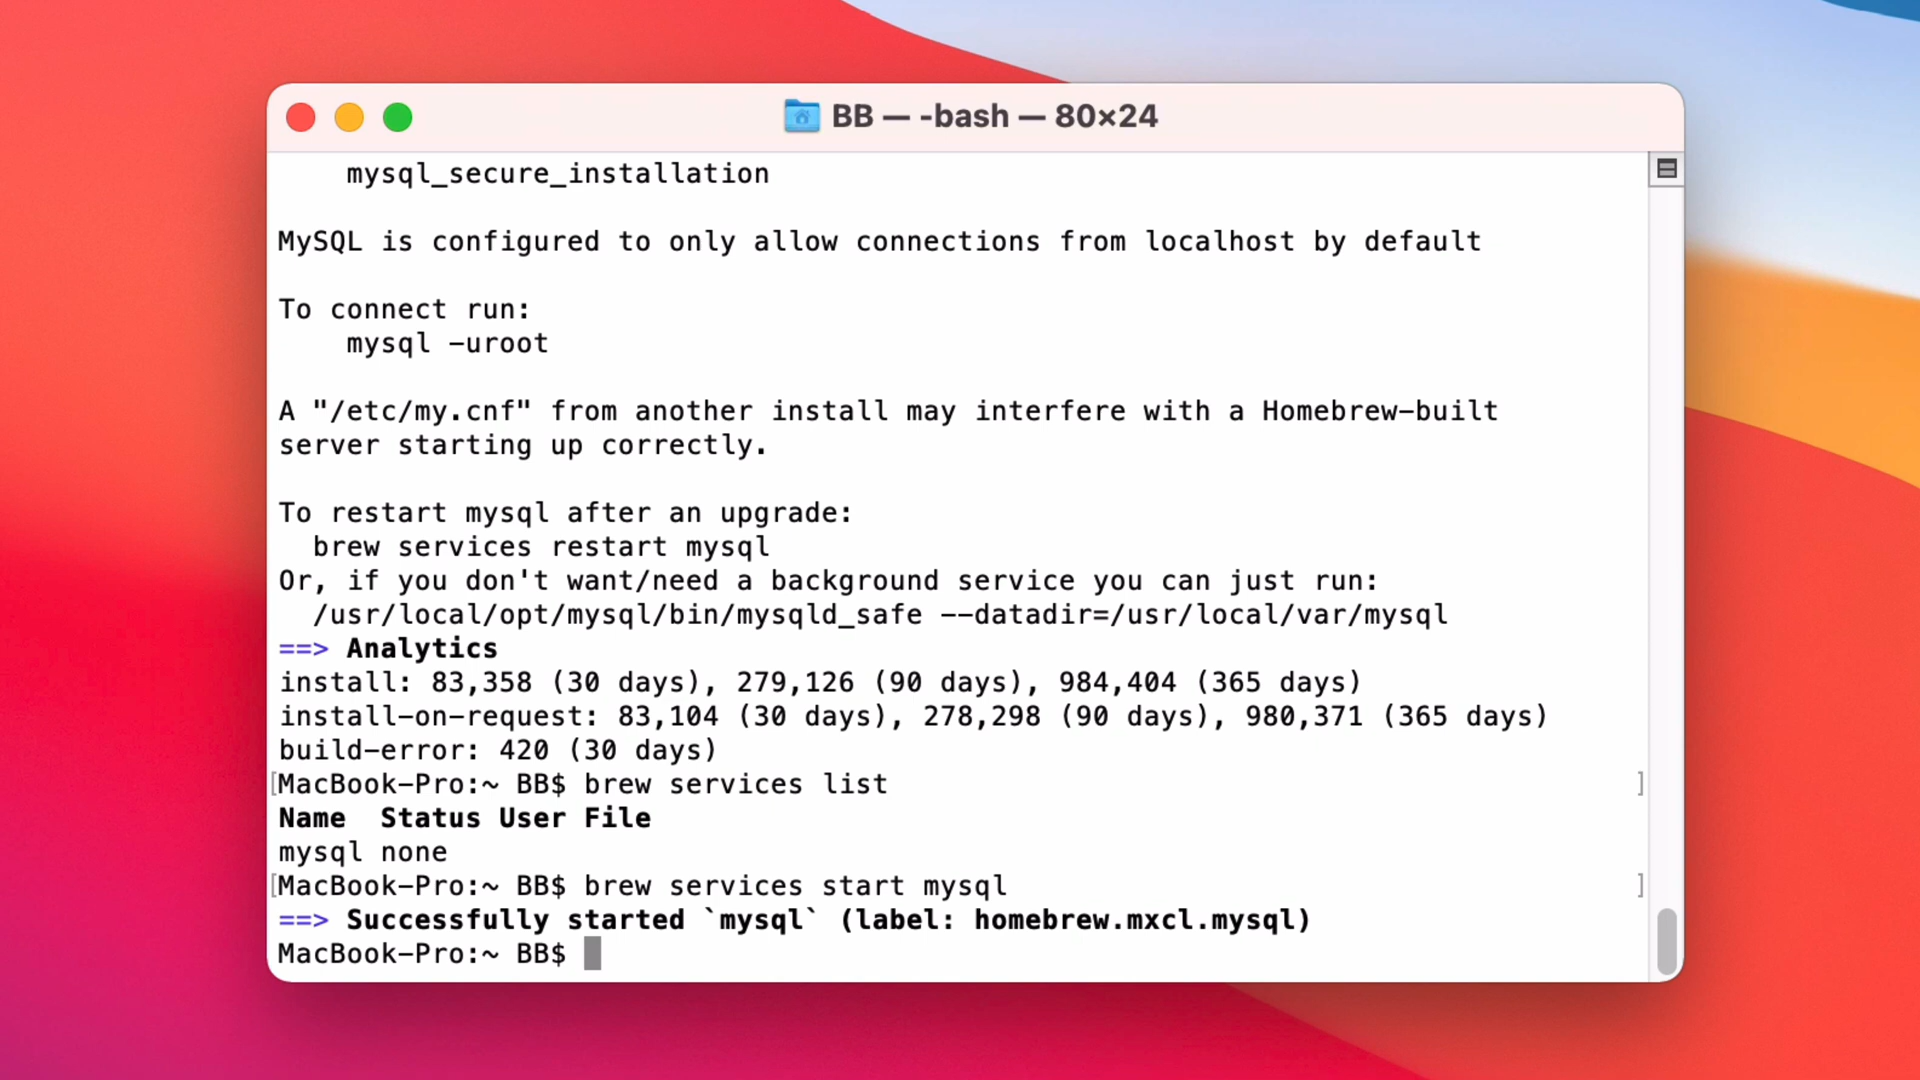 BB — -bash — 80×24
mysql_secure_installation
MySQL is configured to only allow connections from localhost by default
To connect run:
mysql -uroot
A "/etc/my.cnf" from another install may interfere with a Homebrew-built
server starting up correctly.
To restart mysql after an upgrade:
brew services restart mysql
Or, if you don't want/need a background service you can just run:
/usr/local/opt/mysql/bin/mysqld_safe --datadir=/usr/local/var/mysql
==> Analytics
install: 83,358 (30 days), 279,126 (90 days), 984,404 (365 days)
install-on-request: 83,104 (30 days), 278,298 (90 days), 980,371 (365 days)
build-error: 420 (30 days)
[MacBook-Pro:~ BB$ brew services list ]
Name Status User File
mysql none
[MacBook-Pro:~ BB$ brew services start mysql ]
==> Successfully started `mysql` (label: homebrew.mxcl.mysql)
MacBook-Pro:~ BB$